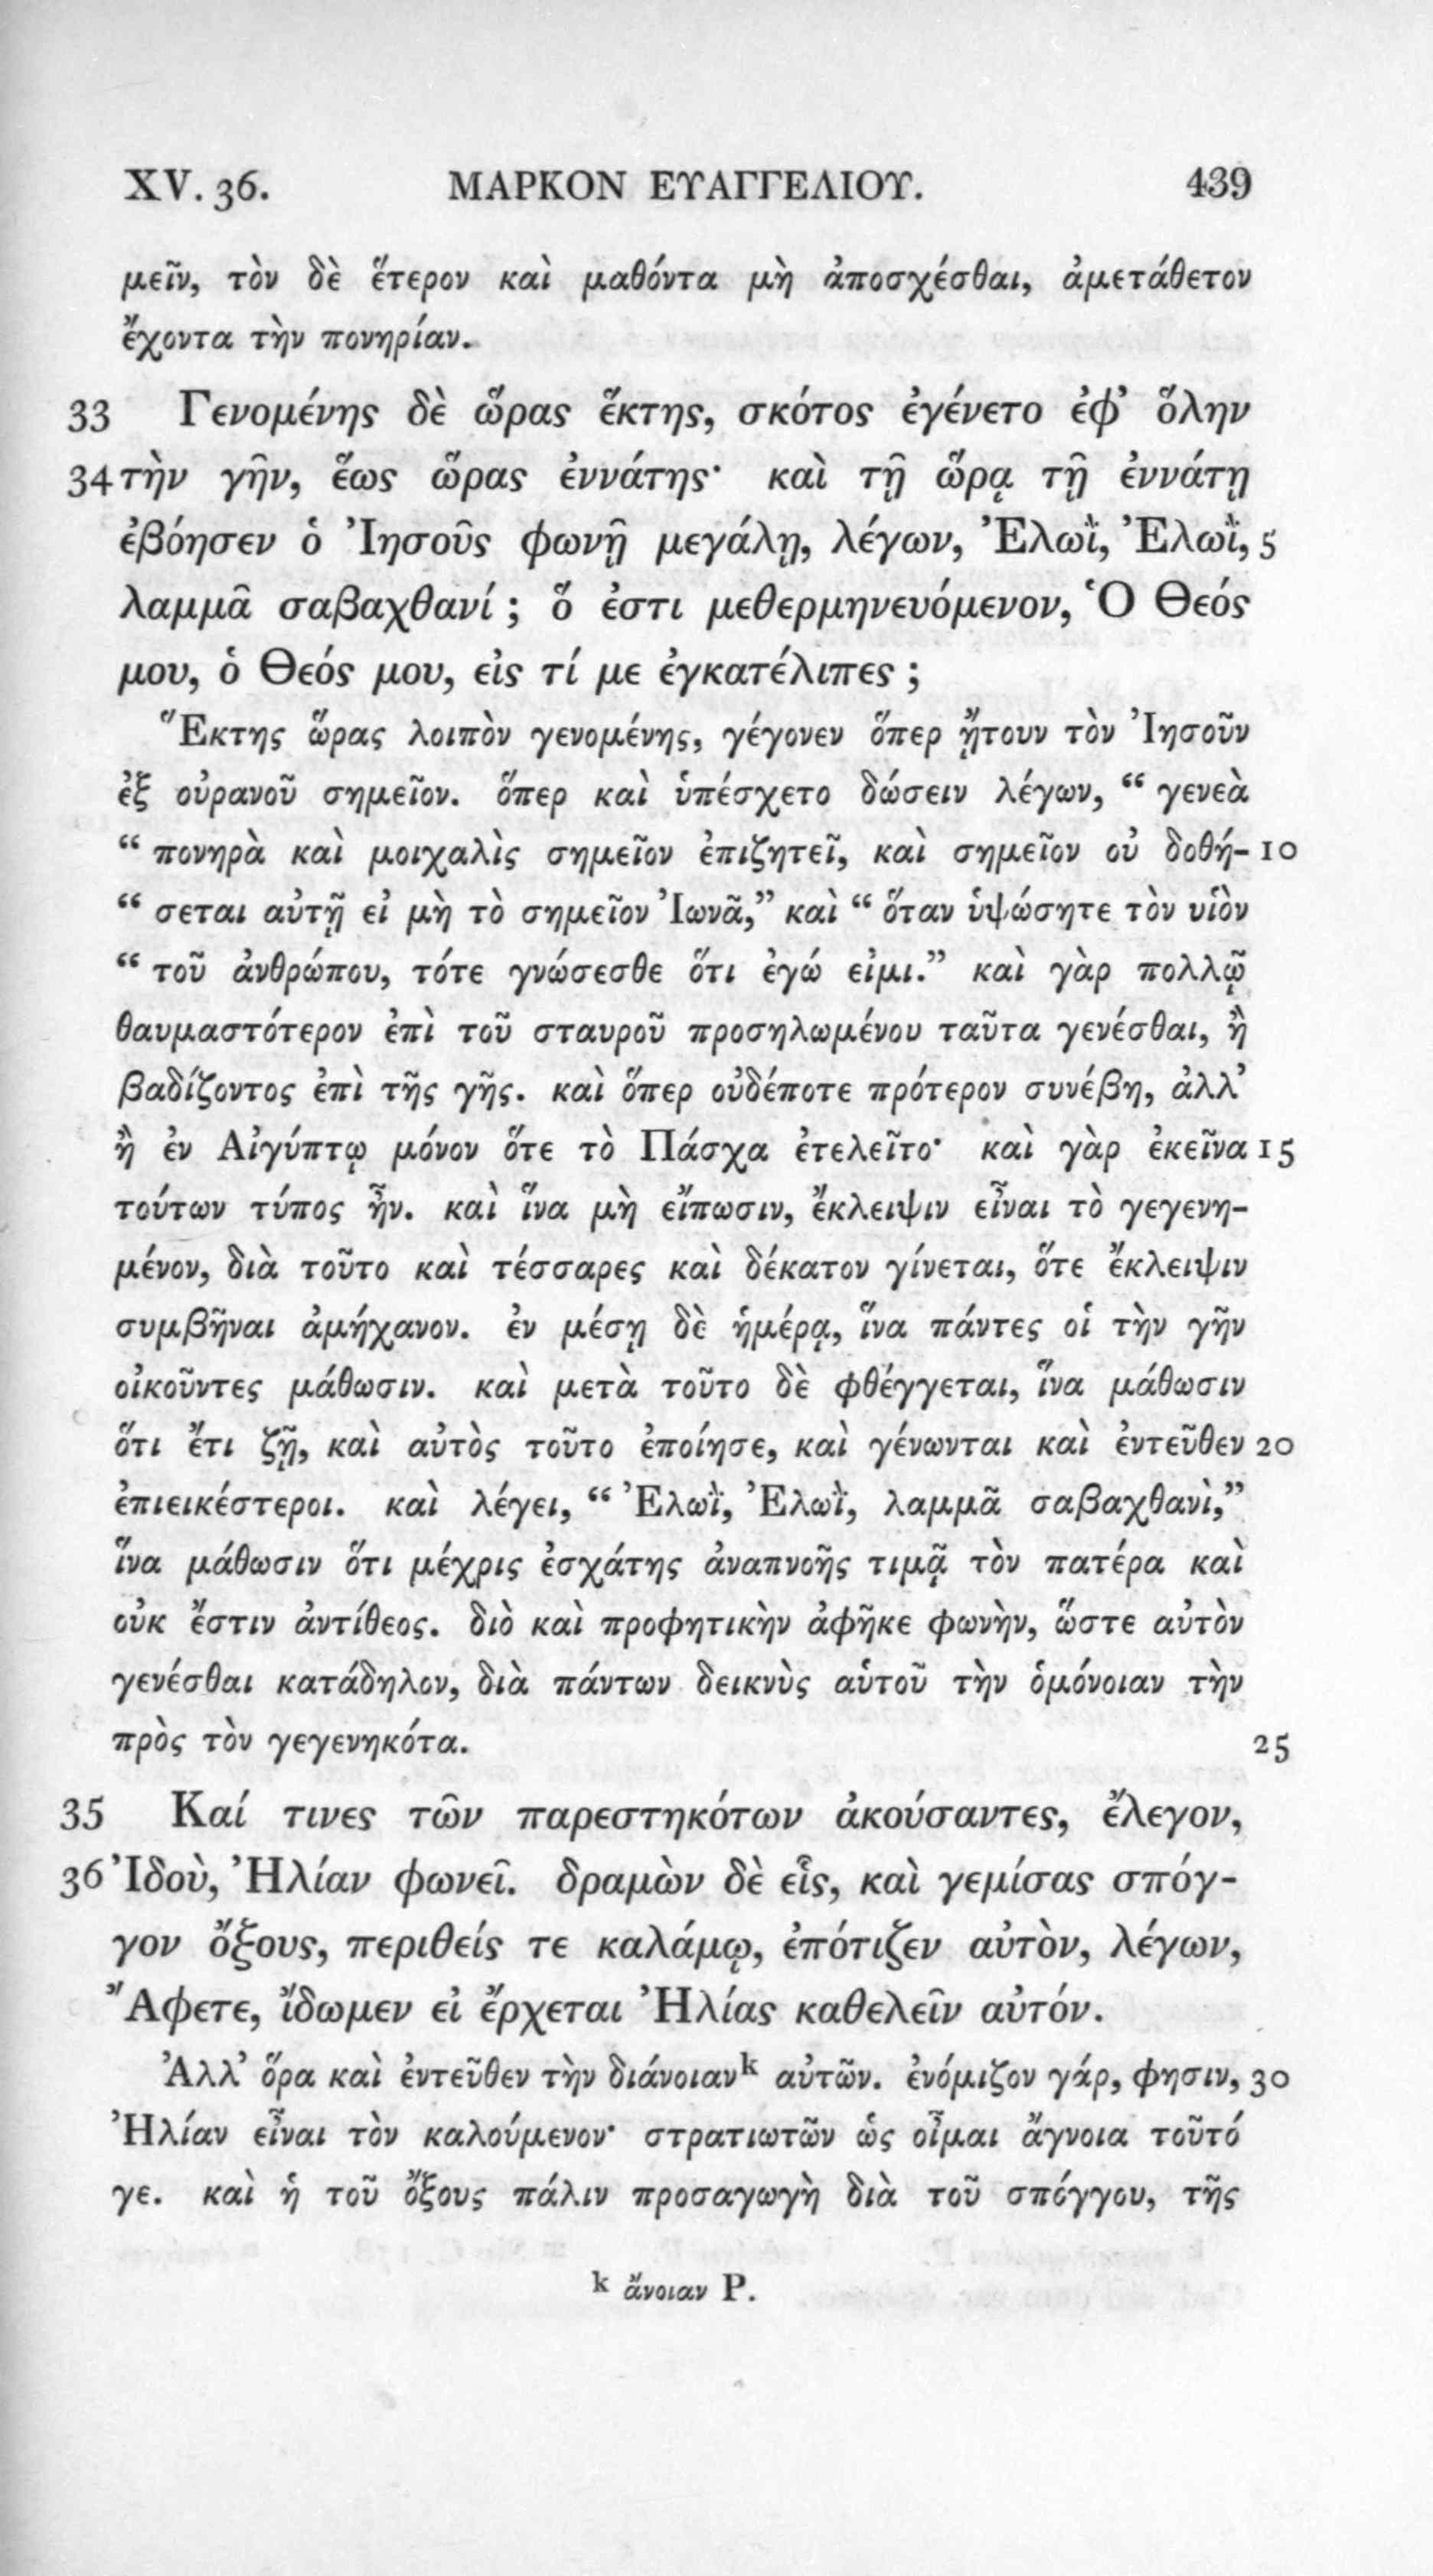 XV. 36. ΜΑΡΚΟΝ ΕΥΑΓΓΕΛΙΟΥ. 439
μεῖν, τὸν δὲ ἕτερον καὶ μαθόντα μὴ ἀποσχέσθαι, ἀμετάθετον
ἔχοντα τὴν πονηρίαν.
33 Γενομένης δὲ ὥρας ἕκτης, σκότος ἐγένετο ἐφ’ ὅλην
34 τὴν γῆν, ἕως ὥρας ἐννάτης· καὶ τῇ ὥρᾳ τῇ ἐννάτῃ
ἐβόησεν ὁ Ἰησοῦς φωνῇ μεγάλῃ, λέγων, Ἐλωῒ, Ἐλωῒ, 5
λαμμᾶ σαβαχθανί ; ὅ ἐστι μεθερμηνευόμενον, Ὁ Θεός
μου, ὁ Θεός μου, εἰς τί με ἐγκατέλιπες ;
Ἕκτης ὥρας λοιπὸν γενομένης, γέγονεν ὅπερ ᾔτουν τὸν Ἰησοῦν
ἐξ οὐρανοῦ σημεῖον. ὅπερ καὶ ὑπέσχετο δώσειν λέγων, “ γενεὰ
“ πονηρὰ καὶ μοιχαλὶς σημεῖον ἐπιζητεῖ, καὶ σημεῖον οὐ δοθή- 10
“ σεται αὐτῇ εἰ μὴ τὸ σημεῖον Ἰωνᾶ,” καὶ “ ὅταν ὑψώσητε τὸν υἱὸν
“ τοῦ ἀνθρώπου, τότε γνώσεσθε ὅτι ἐγώ εἰμι.” καὶ γὰρ πολλῷ
θαυμαστότερον ἐπὶ τοῦ σταυροῦ προσηλωμένου ταῦτα γενέσθαι, ἢ
βαδίζοντος ἐπὶ τῆς γῆς. καὶ ὅπερ οὐδέποτε πρότερον συνέβη, ἀλλ’
ἢ ἐν Αἰγύπτῳ μόνον ὅτε τὸ Πάσχα ἐτελεῖτο· καὶ γὰρ ἐκεῖνα 15
τούτων τύπος ἦν. καὶ ἵνα μὴ εἴπωσιν, ἔκλειψιν εἶναι τὸ γεγενη-
μένον, διὰ τοῦτο καὶ τέσσαρες καὶ δέκατον γίνεται, ὅτε ἔκλειψιν
συμβῆναι ἀμήχανον. ἐν μέσῃ δὲ ἡμέρᾳ, ἵνα πάντες οἱ τὴν γῆν
οἰκοῦντες μάθωσιν. καὶ μετὰ τοῦτο δὲ φθέγγεται, ἵνα μάθωσιν
ὅτι ἔτι ζῇ, καὶ αὐτὸς τοῦτο ἐποίησε, καὶ γένωνται καὶ ἐντεῦθεν 20
ἐπιεικέστεροι. καὶ λέγει, “ Ἐλωῒ, Ἐλωῒ, λαμμᾶ σαβαχθανὶ,”
ἵνα μάθωσιν ὅτι μέχρις ἐσχάτης ἀναπνοῆς τιμᾷ τὸν πατέρα καὶ
οὐκ ἔστιν ἀντίθεος. διὸ καὶ προφητικὴν ἀφῆκε φωνὴν, ὥστε αὐτὸν
γενέσθαι κατάδηλον, διὰ πάντων δεικνὺς αὑτοῦ τὴν ὁμόνοιαν τὴν
πρὸς τὸν γεγενηκότα. 25
35 Καί τινες τῶν παρεστηκότων ἀκούσαντες, ἔλεγον,
36 Ἰδοὺ, Ἠλίαν φωνεῖ. δραμὼν δὲ εἷς, καὶ γεμίσας σπόγ-
γον ὄξους, περιθείς τε καλάμῳ, ἐπότιζεν αὐτὸν, λέγων,
Ἄφετε, ἴδωμεν εἰ ἔρχεται Ἠλίας καθελεῖν αὐτόν.
Ἀλλ’ ὅρα καὶ ἐντεῦθεν τὴν διάνοιαν k αὐτῶν. ἐνόμιζον γάρ, φησιν, 30
Ἠλίαν εἶναι τὸν καλούμενον· στρατιωτῶν ὡς οἶμαι ἄγνοια τοῦτό
γε. καὶ ἡ τοῦ ὄξους πάλιν προσαγωγὴ διὰ τοῦ σπόγγου, τῆς
k ἄνοιαν P.